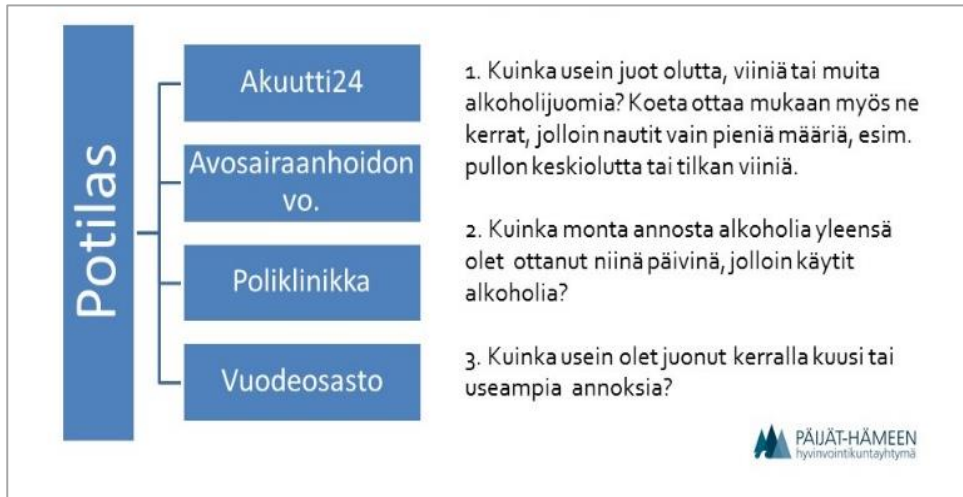 Potilas
Akuutti24
Avosairaanhoidon
vo.
Poliklinikka
Vuodeosasto
1. Kuinka usein juot olutta, viiniä tai muita
alkoholijuomia? Koeta ottaa mukaan myös ne
kerrat, jolloin nautit vain pieniä määriä, esim.
pullon keskiolutta tai tilkan viiniä.
2. Kuinka monta annosta alkoholia yleensä
olet ottanut niinä päivinä, jolloin käytit
alkoholia?
3. Kuinka usein olet juonut kerralla kuusi tai
useampia annoksia?
PÄIJÄT-HÄMEEN
hyvinvointikuntayhtymä